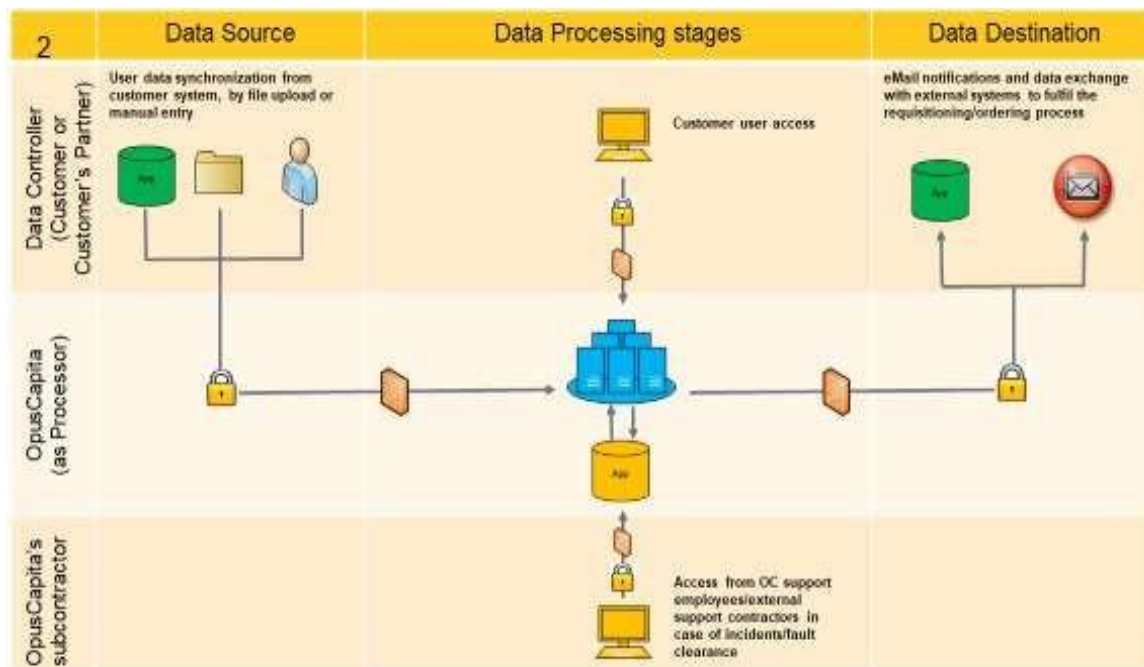 2
Data Source
Data Processing stages
Data Destination
Data Controller
(Customer or
Customer's Partner)
User data synchronization from
customer system, by file upload or
manual entry
App
Customer user access
eMail notifications and data exchange
with external systems to fulfil the
requisitioning/ordering process
App
OpusCapita
(as Processor)
App
OpusCapita's
subcontractor
Access from OC support
employees/external
support contractors in
case of incidents/fault
clearance